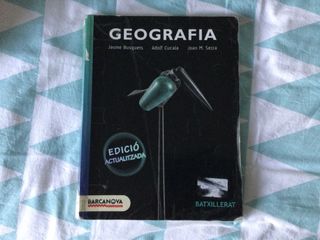 GEOGRAFIA
Jaume Busquets Adolf Cucala Joan M. Serra
EDICIÓ
ACTUALITZADA
BARCANOVA
BATXILLERAT